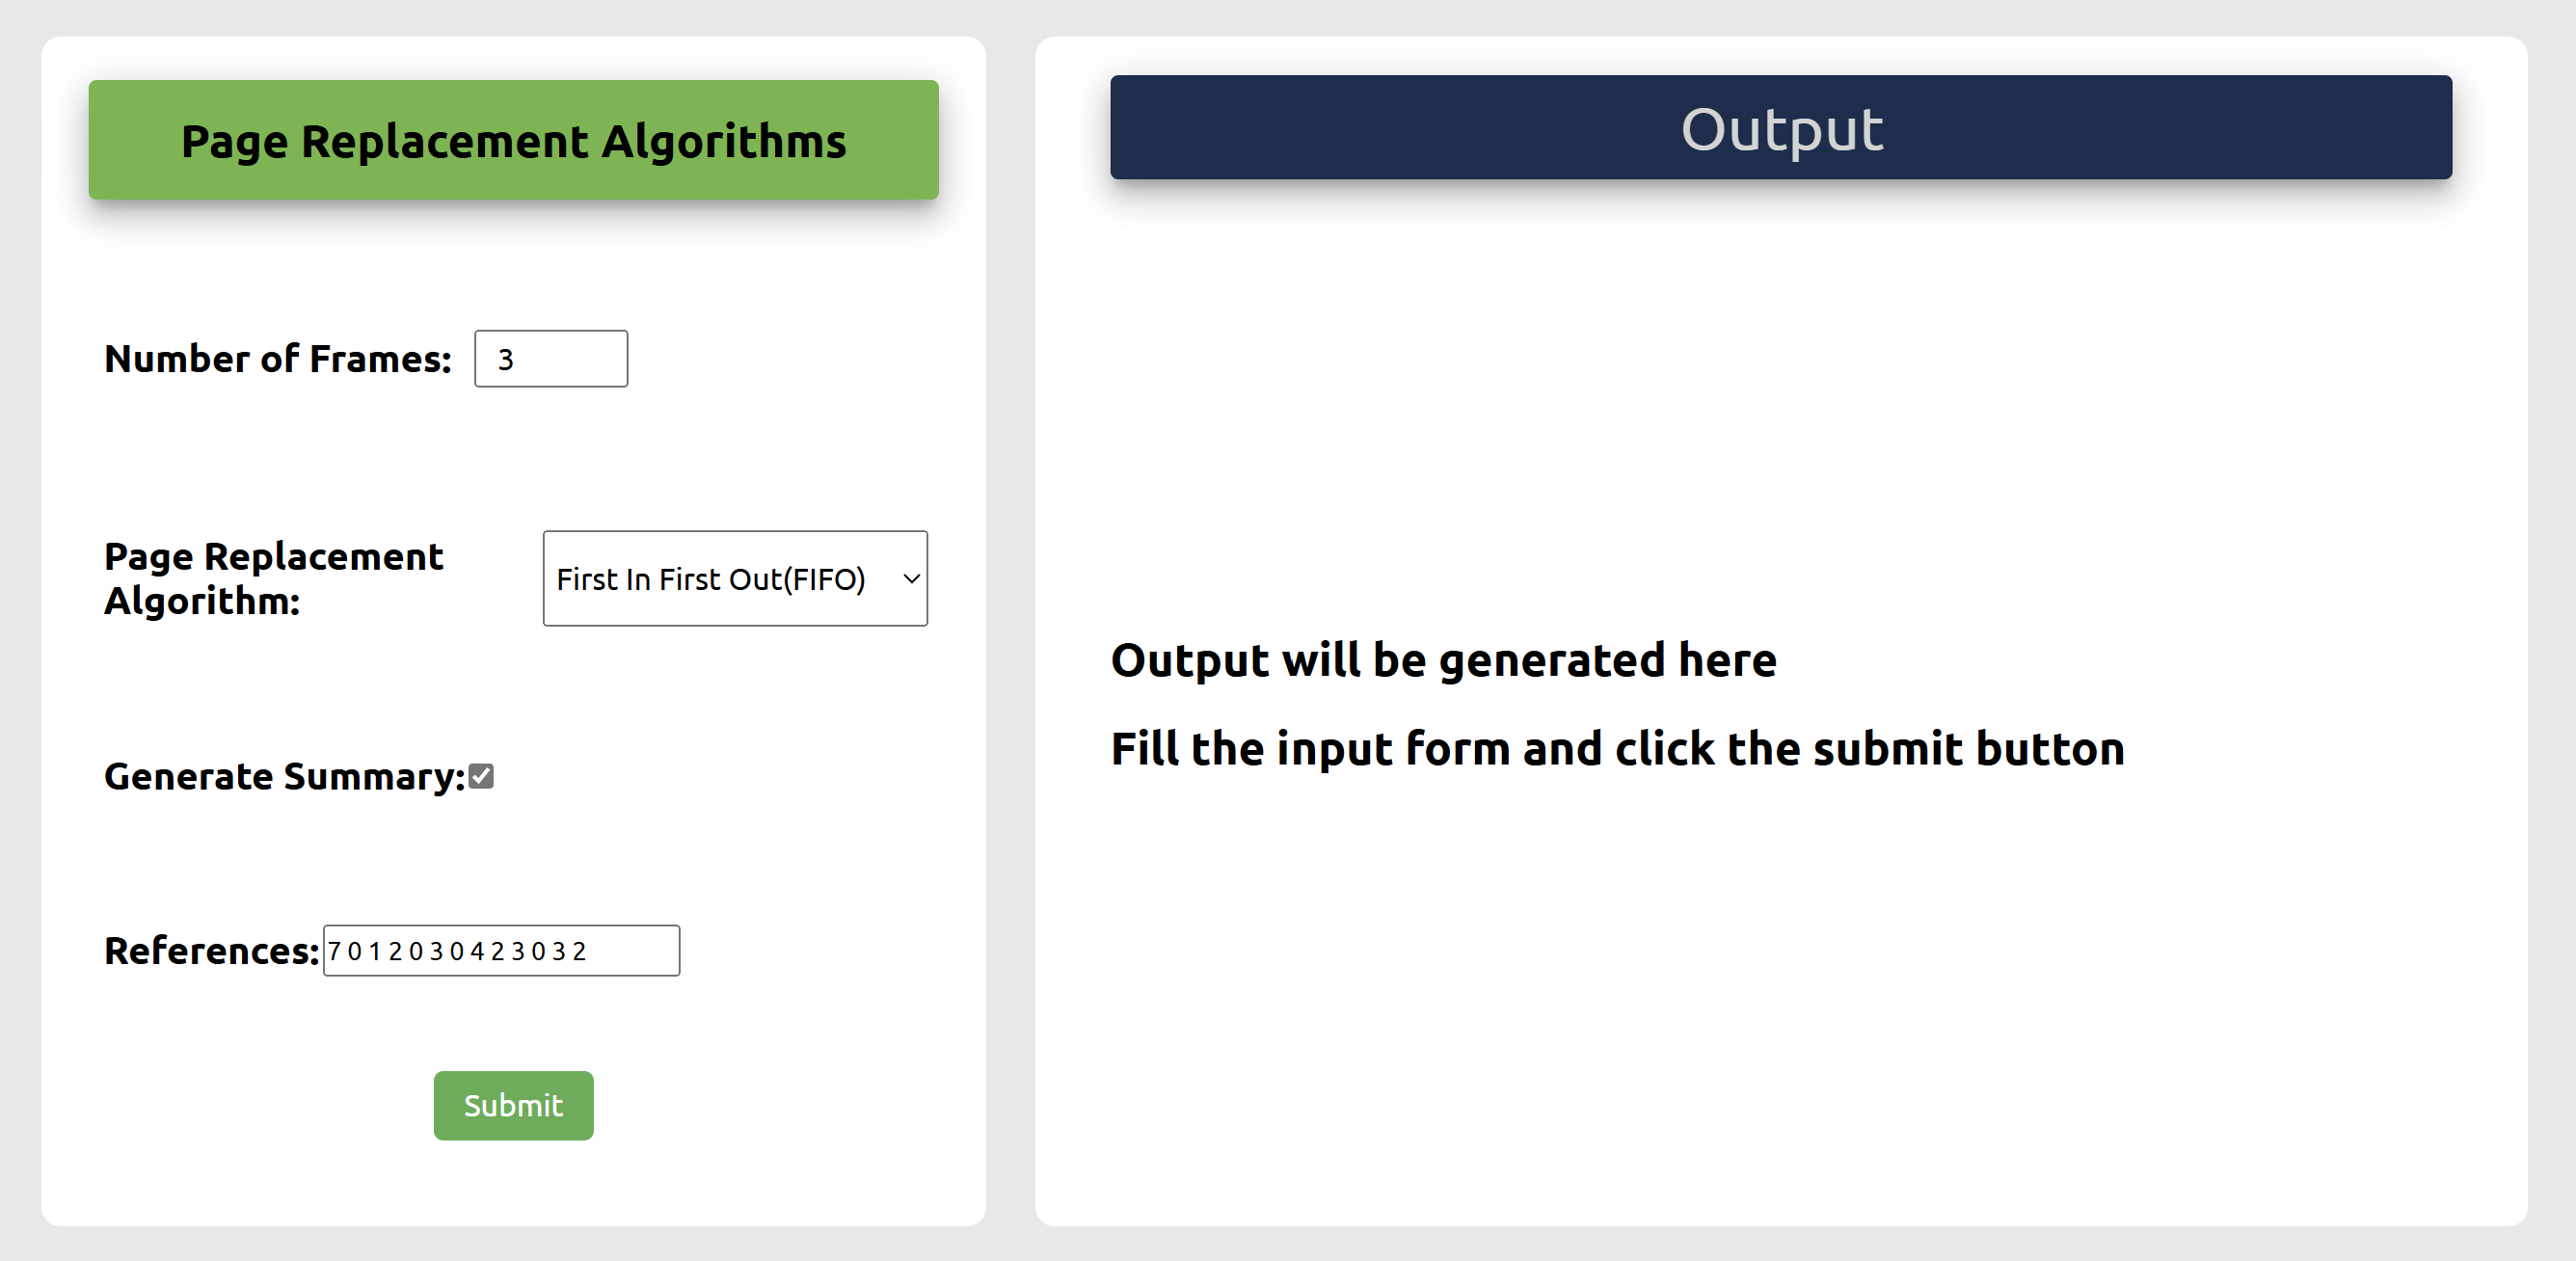 Page Replacement Algorithms
Number of Frames: 3
Page Replacement
Algorithm:
First In First Out(FIFO)
Generate Summary:
References: 7 0 1 2 0 3 0 4 2 3 0 3 2
Submit
Output
Output will be generated here
Fill the input form and click the submit button